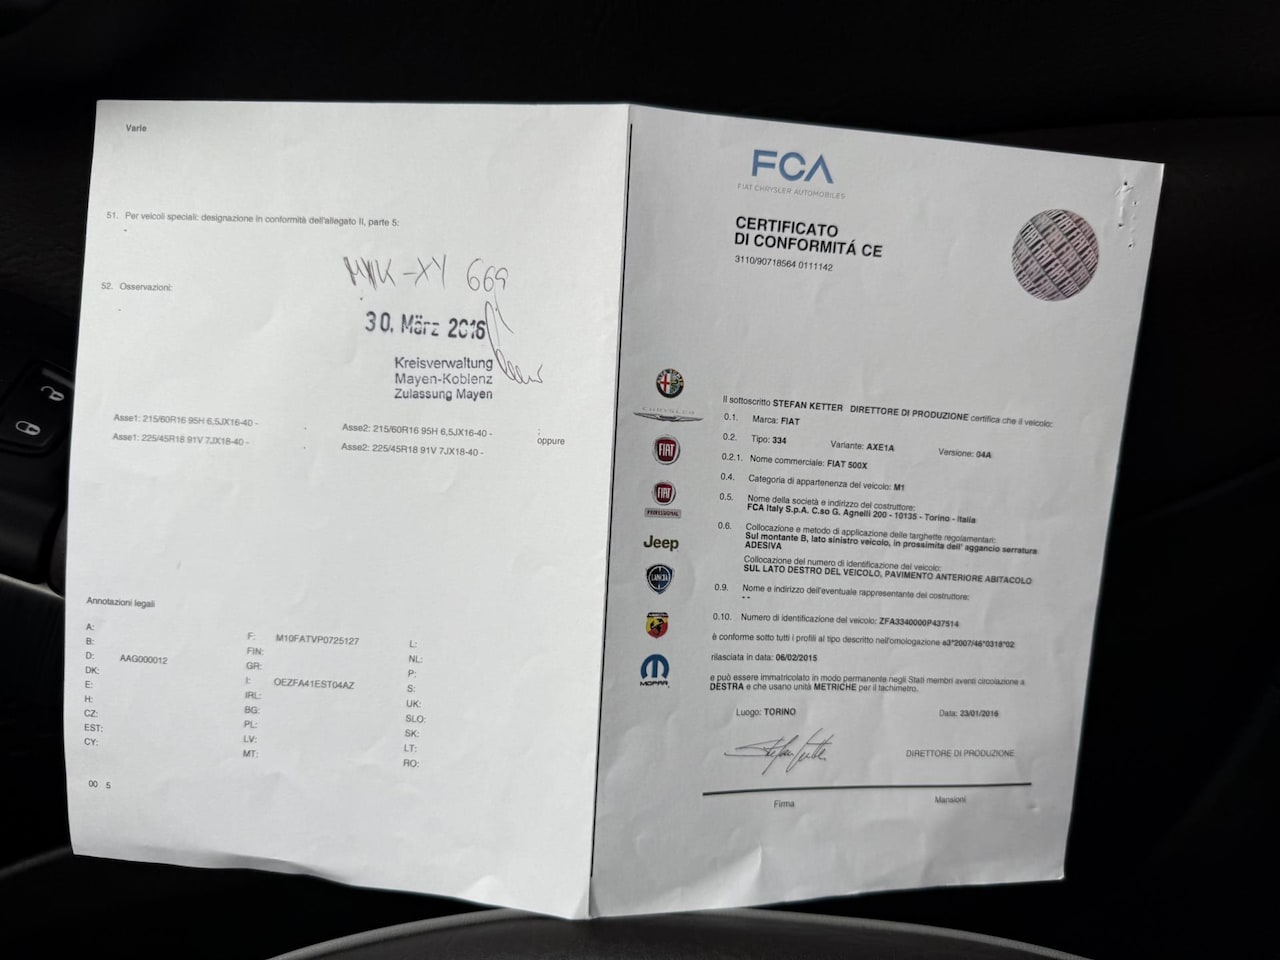 Varie
51. Per veicoli speciali: designazione in conformità dell'allegato II, parte 5:
-
52. Osservazioni:
-
MYK-XY 669
30. März 2016
Kreisverwaltung
Mayen-Koblenz
Zulassung Mayen
Asse1: 215/60R16 95H 6,5JX16-40 - . Asse2: 215/60R16 95H 6,5JX16-40 - ; oppure
Asse1: 225/45R18 91V 7JX18-40 - . Asse2: 225/45R18 91V 7JX18-40 -
Annotazioni legali
A:
B:
D: AAG000012
DK:
E:
H:
CZ:
EST:
CY:
F: M10FATVP0725127
FIN:
GR:
I: OEZFA41EST04AZ
IRL:
BG:
PL:
LV:
MT:
L:
NL:
P:
S:
UK:
SLO:
SK:
LT:
RO:
00 5
FCA
FIAT CHRYSLER AUTOMOBILES
CERTIFICATO
DI CONFORMITÁ CE
3110/90718564 0111142
CHRYSLER
FIAT
FIAT
PROFESSIONAL
Jeep
LANCIA
MOPAR
Il sottoscritto STEFAN KETTER DIRETTORE DI PRODUZIONE certifica che il veicolo:
0.1. Marca: FIAT
0.2. Tipo: 334 Variante: AXE1A Versione: 04A
0.2.1. Nome commerciale: FIAT 500X
0.4. Categoria di appartenenza del veicolo: M1
0.5. Nome della società e indirizzo del costruttore:
FCA Italy S.p.A. C.so G. Agnelli 200 - 10135 - Torino - Italia
0.6. Collocazione e metodo di applicazione delle targhette regolamentari:
Sul montante B, lato sinistro veicolo, in prossimità dell' aggancio serratura
ADESIVA
Collocazione del numero di identificazione del veicolo:
SUL LATO DESTRO DEL VEICOLO, PAVIMENTO ANTERIORE ABITACOLO
0.9. Nome e indirizzo dell'eventuale rappresentante del costruttore:
- -
0.10. Numero di identificazione del veicolo: ZFA3340000P437514
è conforme sotto tutti i profili al tipo descritto nell'omologazione e3*2007/46*0318*02
rilasciata in data: 06/02/2015
e può essere immatricolato in modo permanente negli Stati membri aventi circolazione a
DESTRA e che usano unità METRICHE per il tachimetro.
Luogo: TORINO Data: 23/01/2016
DIRETTORE DI PRODUZIONE
Firma Mansioni